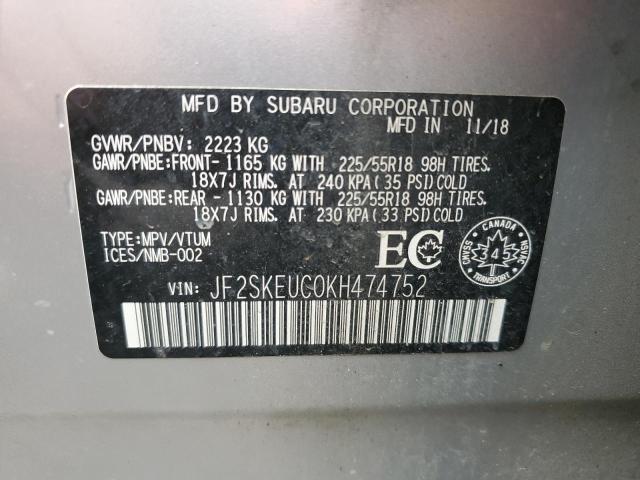 MFD BY SUBARU CORPORATION
MFD IN 11/18
GVWR/PNBV: 2223 KG
GAWR/PNBE:FRONT- 1165 KG WITH 225/55R18 98H TIRES.
18X7J RIMS. AT 240 KPA( 35 PSI)COLD
GAWR/PNBE:REAR - 1130 KG WITH 225/55R18 98H TIRES.
18X7J RIMS. AT 230 KPA( 33 PSI)COLD
TYPE:MPV/VTUM
ICES/NMB-002
EC
CANADA
CMVSS
NSVAC
345
VIN: JF2SKEUC0KH474752